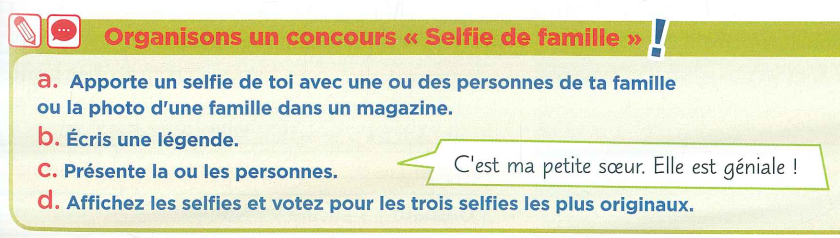 Organisons un concours « Selfie de famille » !
a. Apporte un selfie de toi avec une ou des personnes de ta famille
ou la photo d'une famille dans un magazine.
b. Écris une légende.
c. Présente la ou les personnes.
C'est ma petite sœur. Elle est géniale !
d. Affichez les selfies et votez pour les trois selfies les plus originaux.